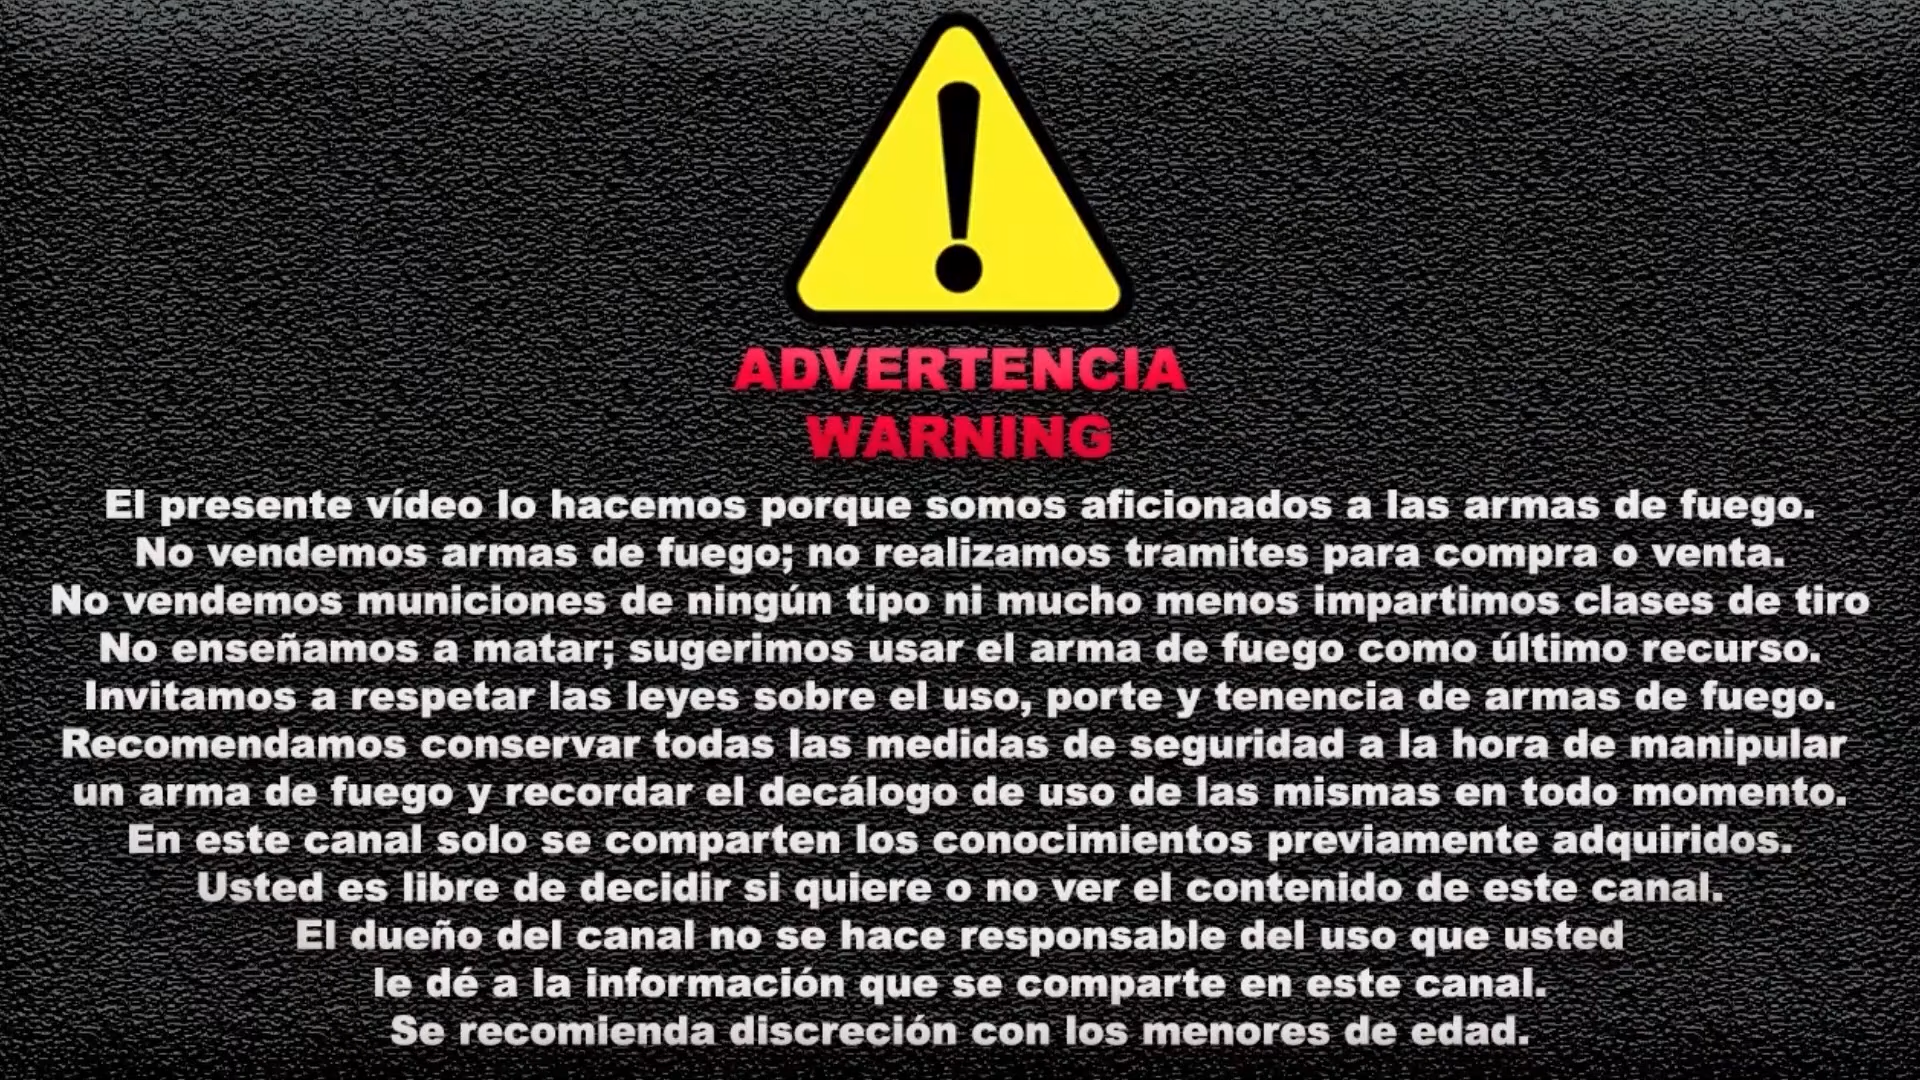 ADVERTENCIA
WARNING
El presente vídeo lo hacemos porque somos aficionados a las armas de fuego.
No vendemos armas de fuego; no realizamos tramites para compra o venta.
No vendemos municiones de ningún tipo ni mucho menos impartimos clases de tiro
No enseñamos a matar; sugerimos usar el arma de fuego como último recurso.
Invitamos a respetar las leyes sobre el uso, porte y tenencia de armas de fuego.
Recomendamos conservar todas las medidas de seguridad a la hora de manipular
un arma de fuego y recordar el decálogo de uso de las mismas en todo momento.
En este canal solo se comparten los conocimientos previamente adquiridos.
Usted es libre de decidir si quiere o no ver el contenido de este canal.
El dueño del canal no se hace responsable del uso que usted
le dé a la información que se comparte en este canal.
Se recomienda discreción con los menores de edad.